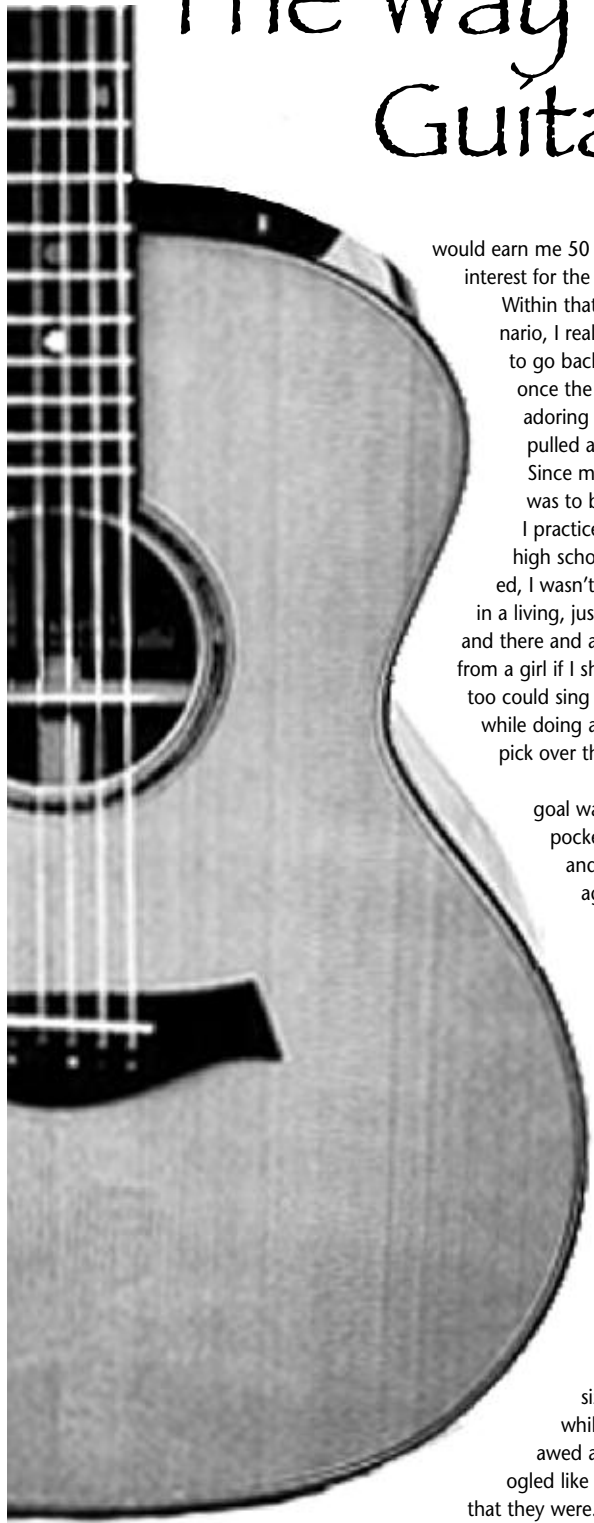 The Way
Guita
would earn me 50
interest for the
Within that
nario, I real
to go back
once the
adoring
pulled a
Since m
was to b
I practice
high scho
ed, I wasn't
in a living, jus
and there and a
from a girl if I sh
too could sing
while doing a
pick over th
goal wa
pocke
and
ag
si
whil
awed a
ogled like
that they were.